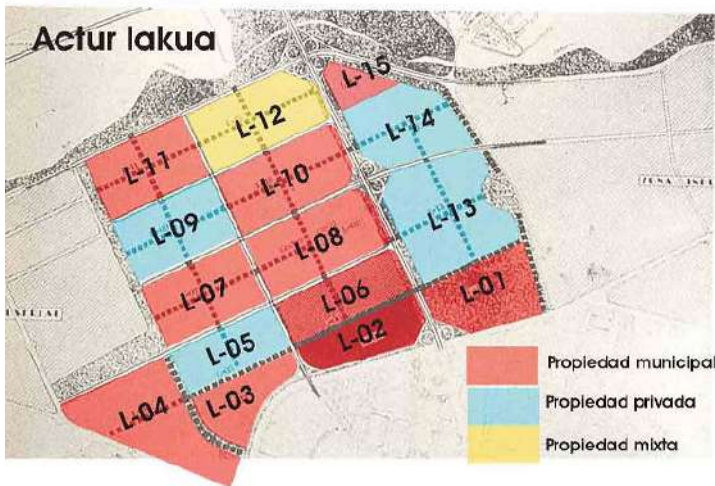 Actur lakua
L-15
L-12
L-14
L-11
L-10
L-09
L-13
L-08
L-07
L-06
L-01
L-02
L-05
L-04
L-03
Propiedad municipal
Propiedad privada
Propiedad mixta